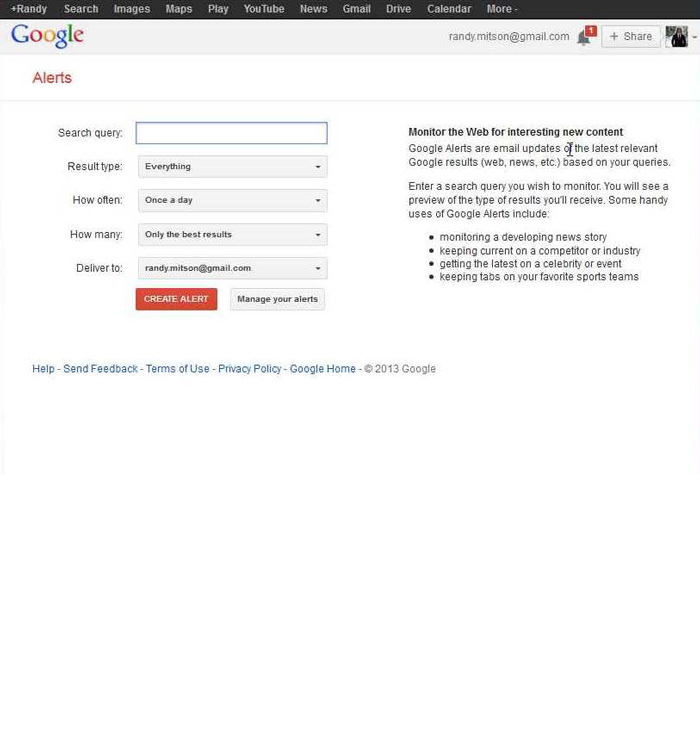 +Randy Search Images Maps Play YouTube News Gmail Drive Calendar More -
Google
randy.mitson@gmail.com 1 + Share
Alerts
Search query:
Result type: Everything
How often: Once a day
How many: Only the best results
Deliver to: randy.mitson@gmail.com
CREATE ALERT Manage your alerts
Monitor the Web for interesting new content
Google Alerts are email updates of the latest relevant
Google results (web, news, etc.) based on your queries.
Enter a search query you wish to monitor. You will see a
preview of the type of results you'll receive. Some handy
uses of Google Alerts include:
• monitoring a developing news story
• keeping current on a competitor or industry
• getting the latest on a celebrity or event
• keeping tabs on your favorite sports teams
Help - Send Feedback - Terms of Use - Privacy Policy - Google Home - © 2013 Google